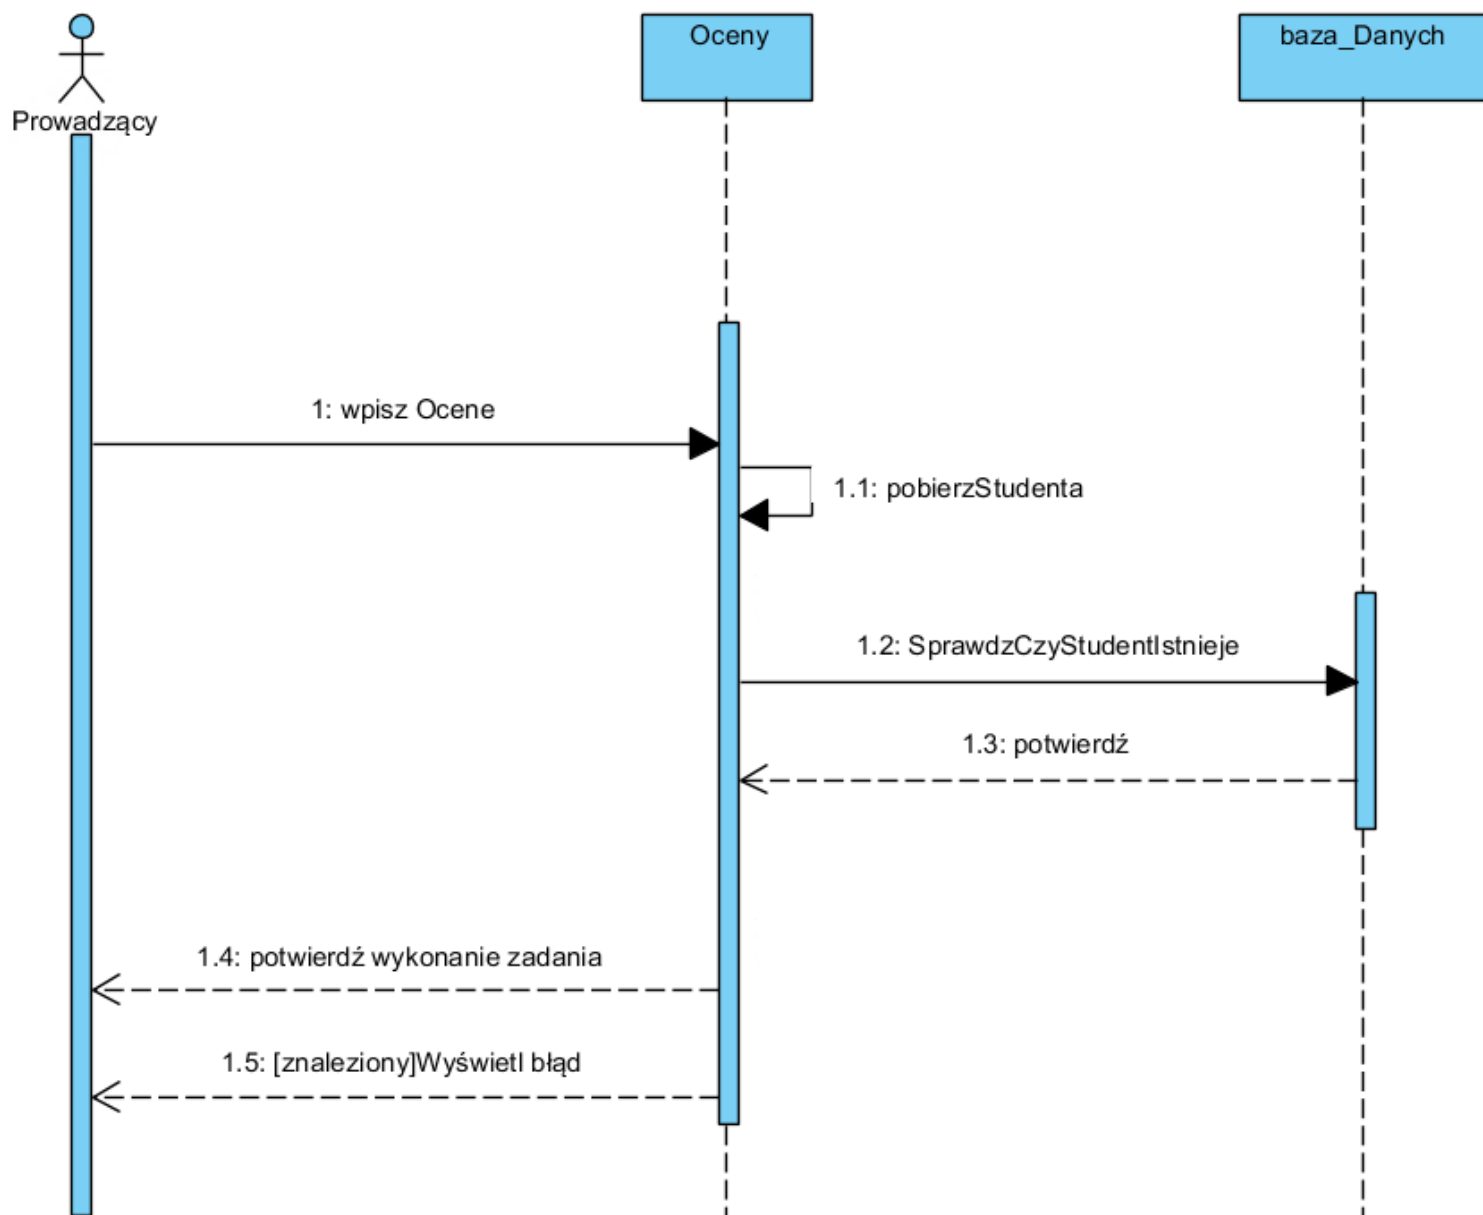 Oceny
baza_Danych
Prowadzący
1: wpisz Ocene
1.1: pobierzStudenta
1.2: SprawdzCzyStudentIstnieje
1.3: potwierdź
1.4: potwierdź wykonanie zadania
1.5: [znaleziony]Wyświetl błąd